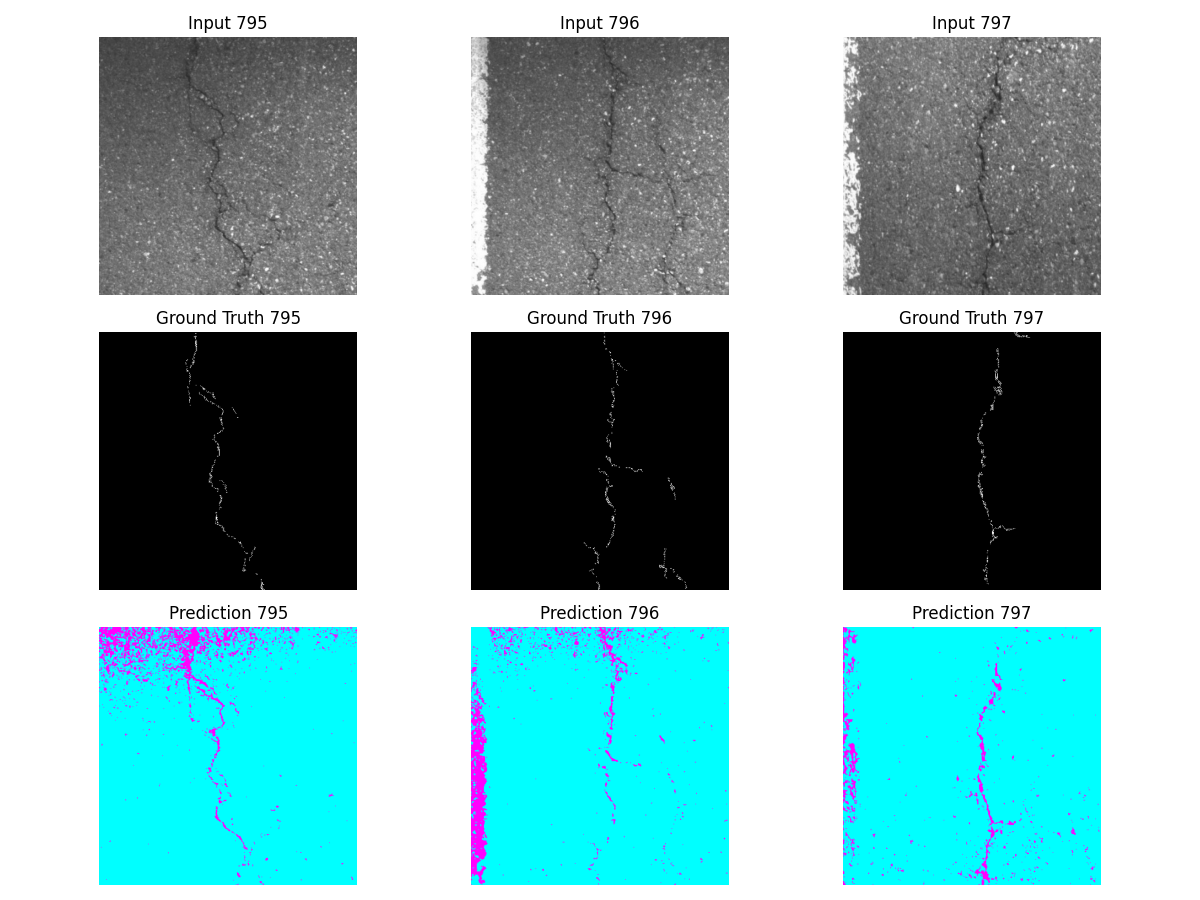 Input 795
Input 796
Input 797
Ground Truth 795
Ground Truth 796
Ground Truth 797
Prediction 795
Prediction 796
Prediction 797